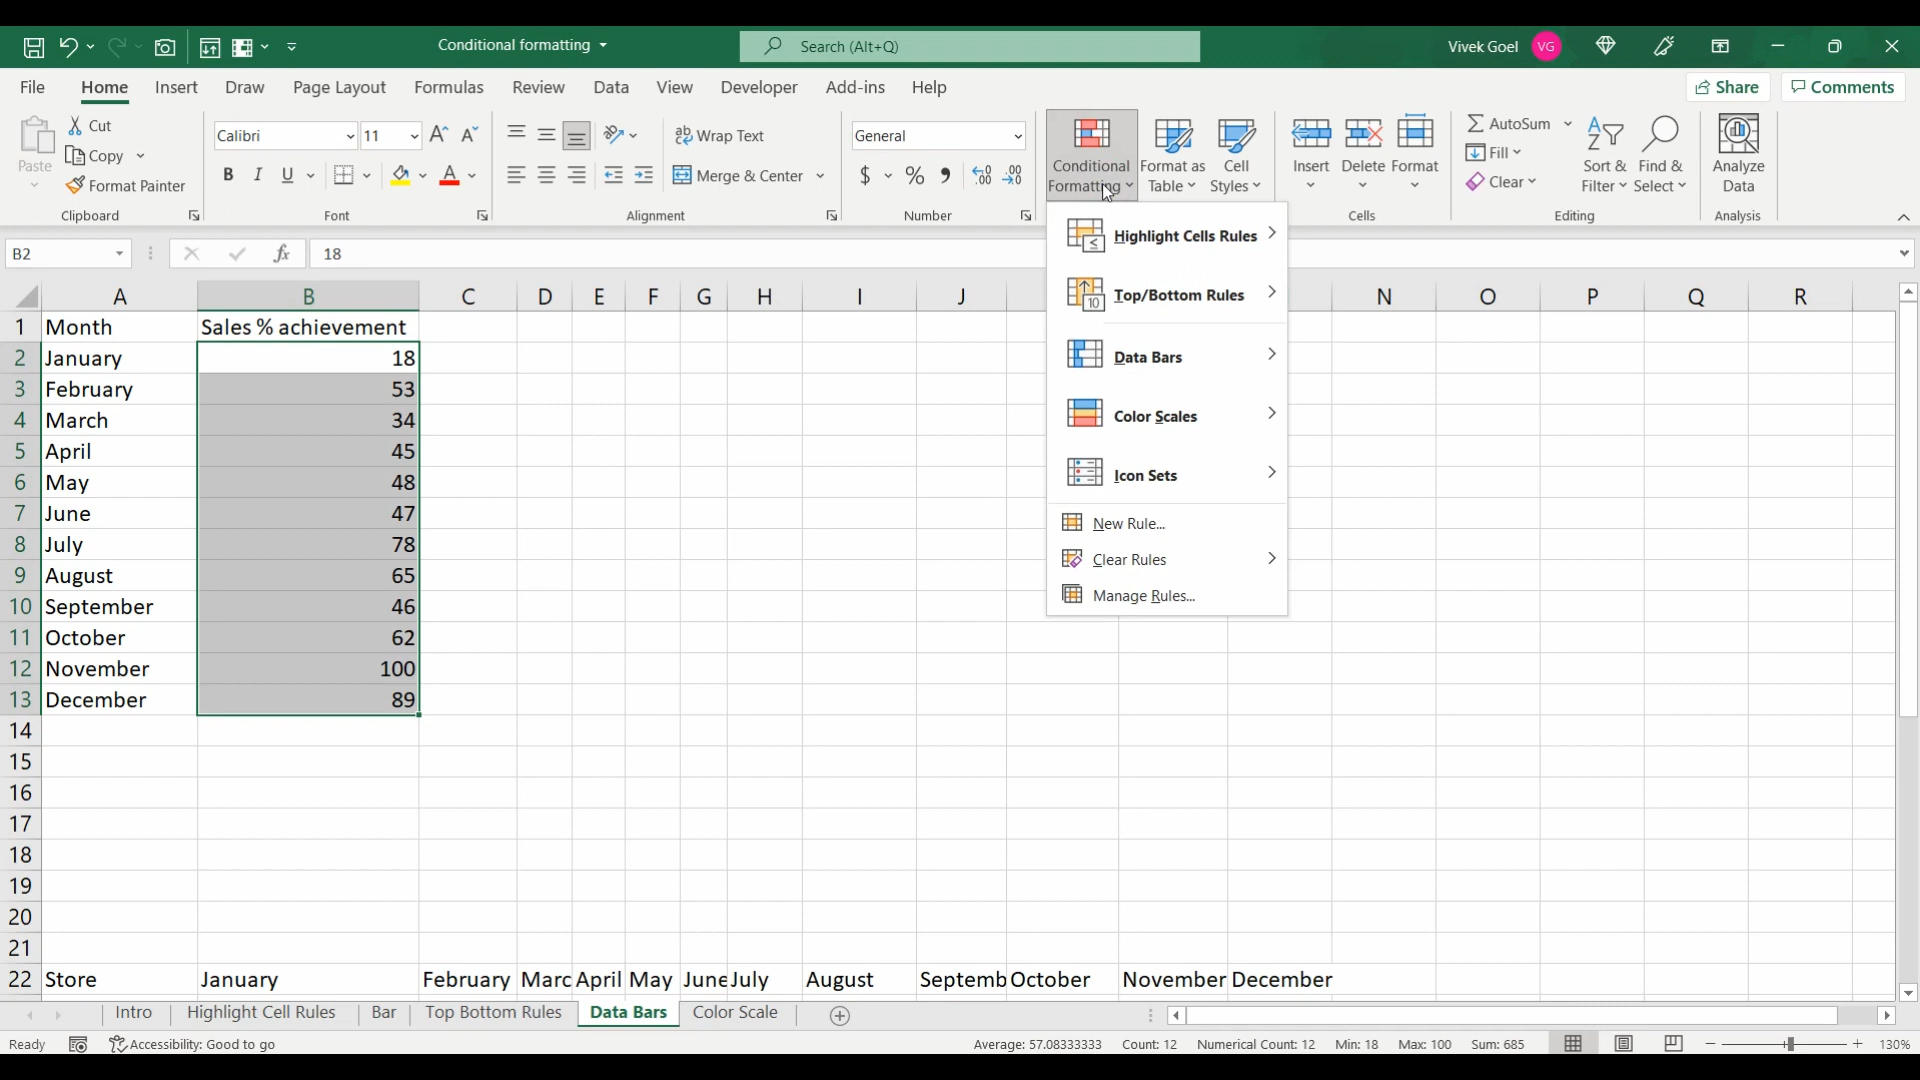 Conditional formatting
Search (Alt+Q)
Vivek Goel VG
File Home Insert Draw Page Layout Formulas Review Data View Developer Add-ins Help Share Comments
Paste Cut Copy Format Painter
Clipboard
Calibri 11
B I U A
Font
Wrap Text
Merge & Center
Alignment
General
$ % ,
Number
Conditional Formatting
Format as Table
Cell Styles
Insert Delete Format
Cells
AutoSum
Fill
Clear
Sort & Filter
Find & Select
Editing
Analyze Data
Analysis
B2 fx 18
Highlight Cells Rules
Top/Bottom Rules
Data Bars
Color Scales
Icon Sets
New Rule...
Clear Rules
Manage Rules...
A B C D E F G H I J N O P Q R
1 Month Sales % achievement
2 January 18
3 February 53
4 March 34
5 April 45
6 May 48
7 June 47
8 July 78
9 August 65
10 September 46
11 October 62
12 November 100
13 December 89
14
15
16
17
18
19
20
21
22 Store January February Marc April May June July August Septemb October November December
Intro Highlight Cell Rules Bar Top Bottom Rules Data Bars Color Scale
Ready Accessibility: Good to go Average: 57.08333333 Count: 12 Numerical Count: 12 Min: 18 Max: 100 Sum: 685 130%